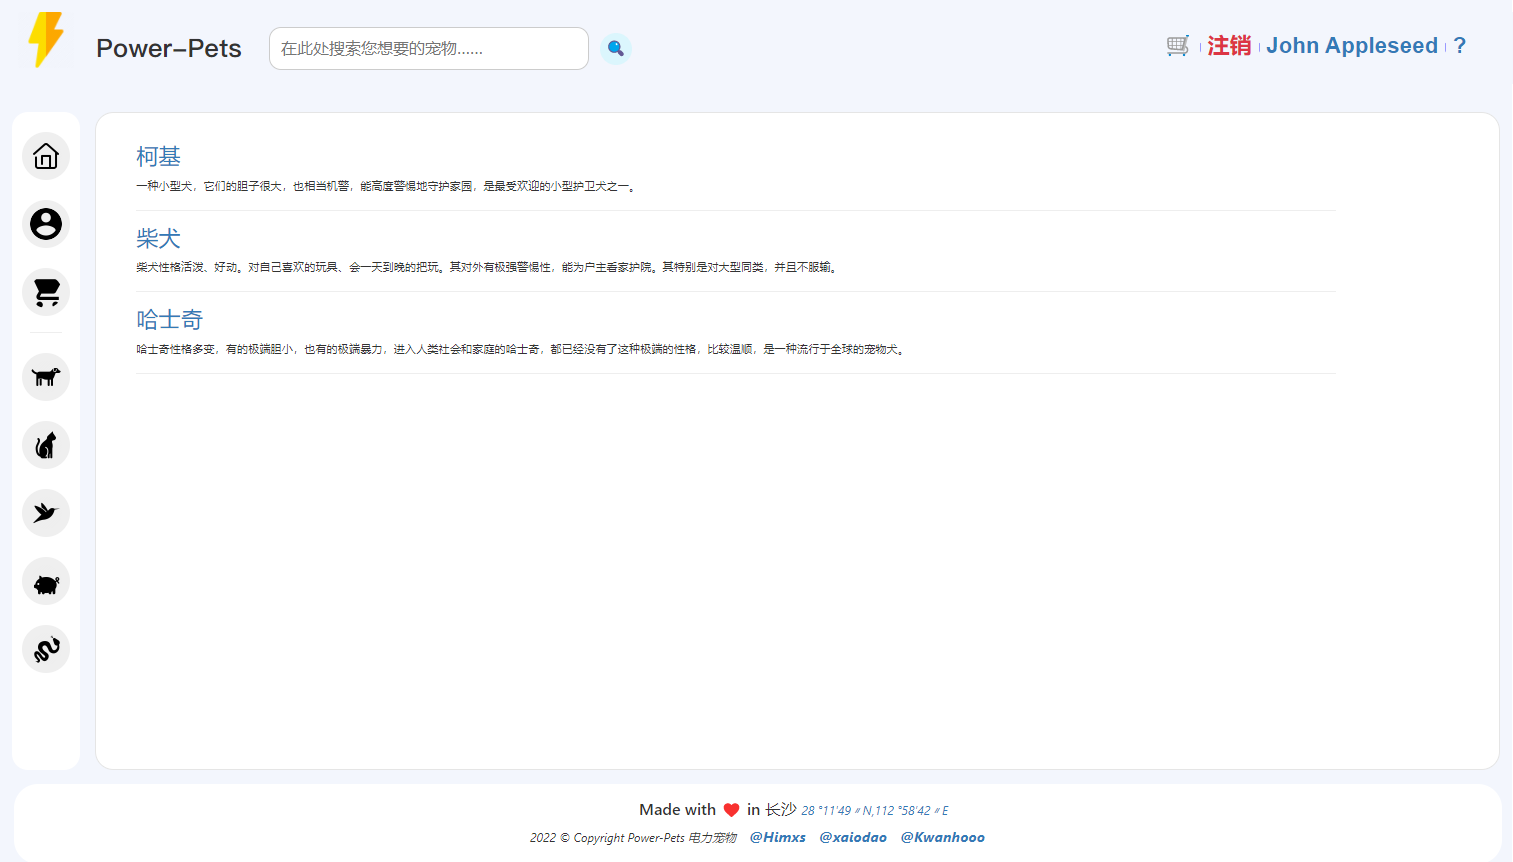 Power-Pets
在此处搜索您想要的宠物......
注销
John Appleseed
?
柯基
一种小型犬，它们的胆子很大，也相当机警，能高度警惕地守护家园，是最受欢迎的小型护卫犬之一。
柴犬
柴犬性格活泼、好动。对自己喜欢的玩具、会一天到晚的把玩。其对外有极强警惕性，能为户主看家护院。其特别是对大型同类，并且不服输。
哈士奇
哈士奇性格多变，有的极端胆小，也有的极端暴力，进入人类社会和家庭的哈士奇，都已经没有了这种极端的性格，比较温顺，是一种流行于全球的宠物犬。
Made with ❤ in 长沙 28 °11'49〃N,112 °58'42〃E
2022 © Copyright Power-Pets 电力宠物 @Himxs @xaiodao @Kwanhooo